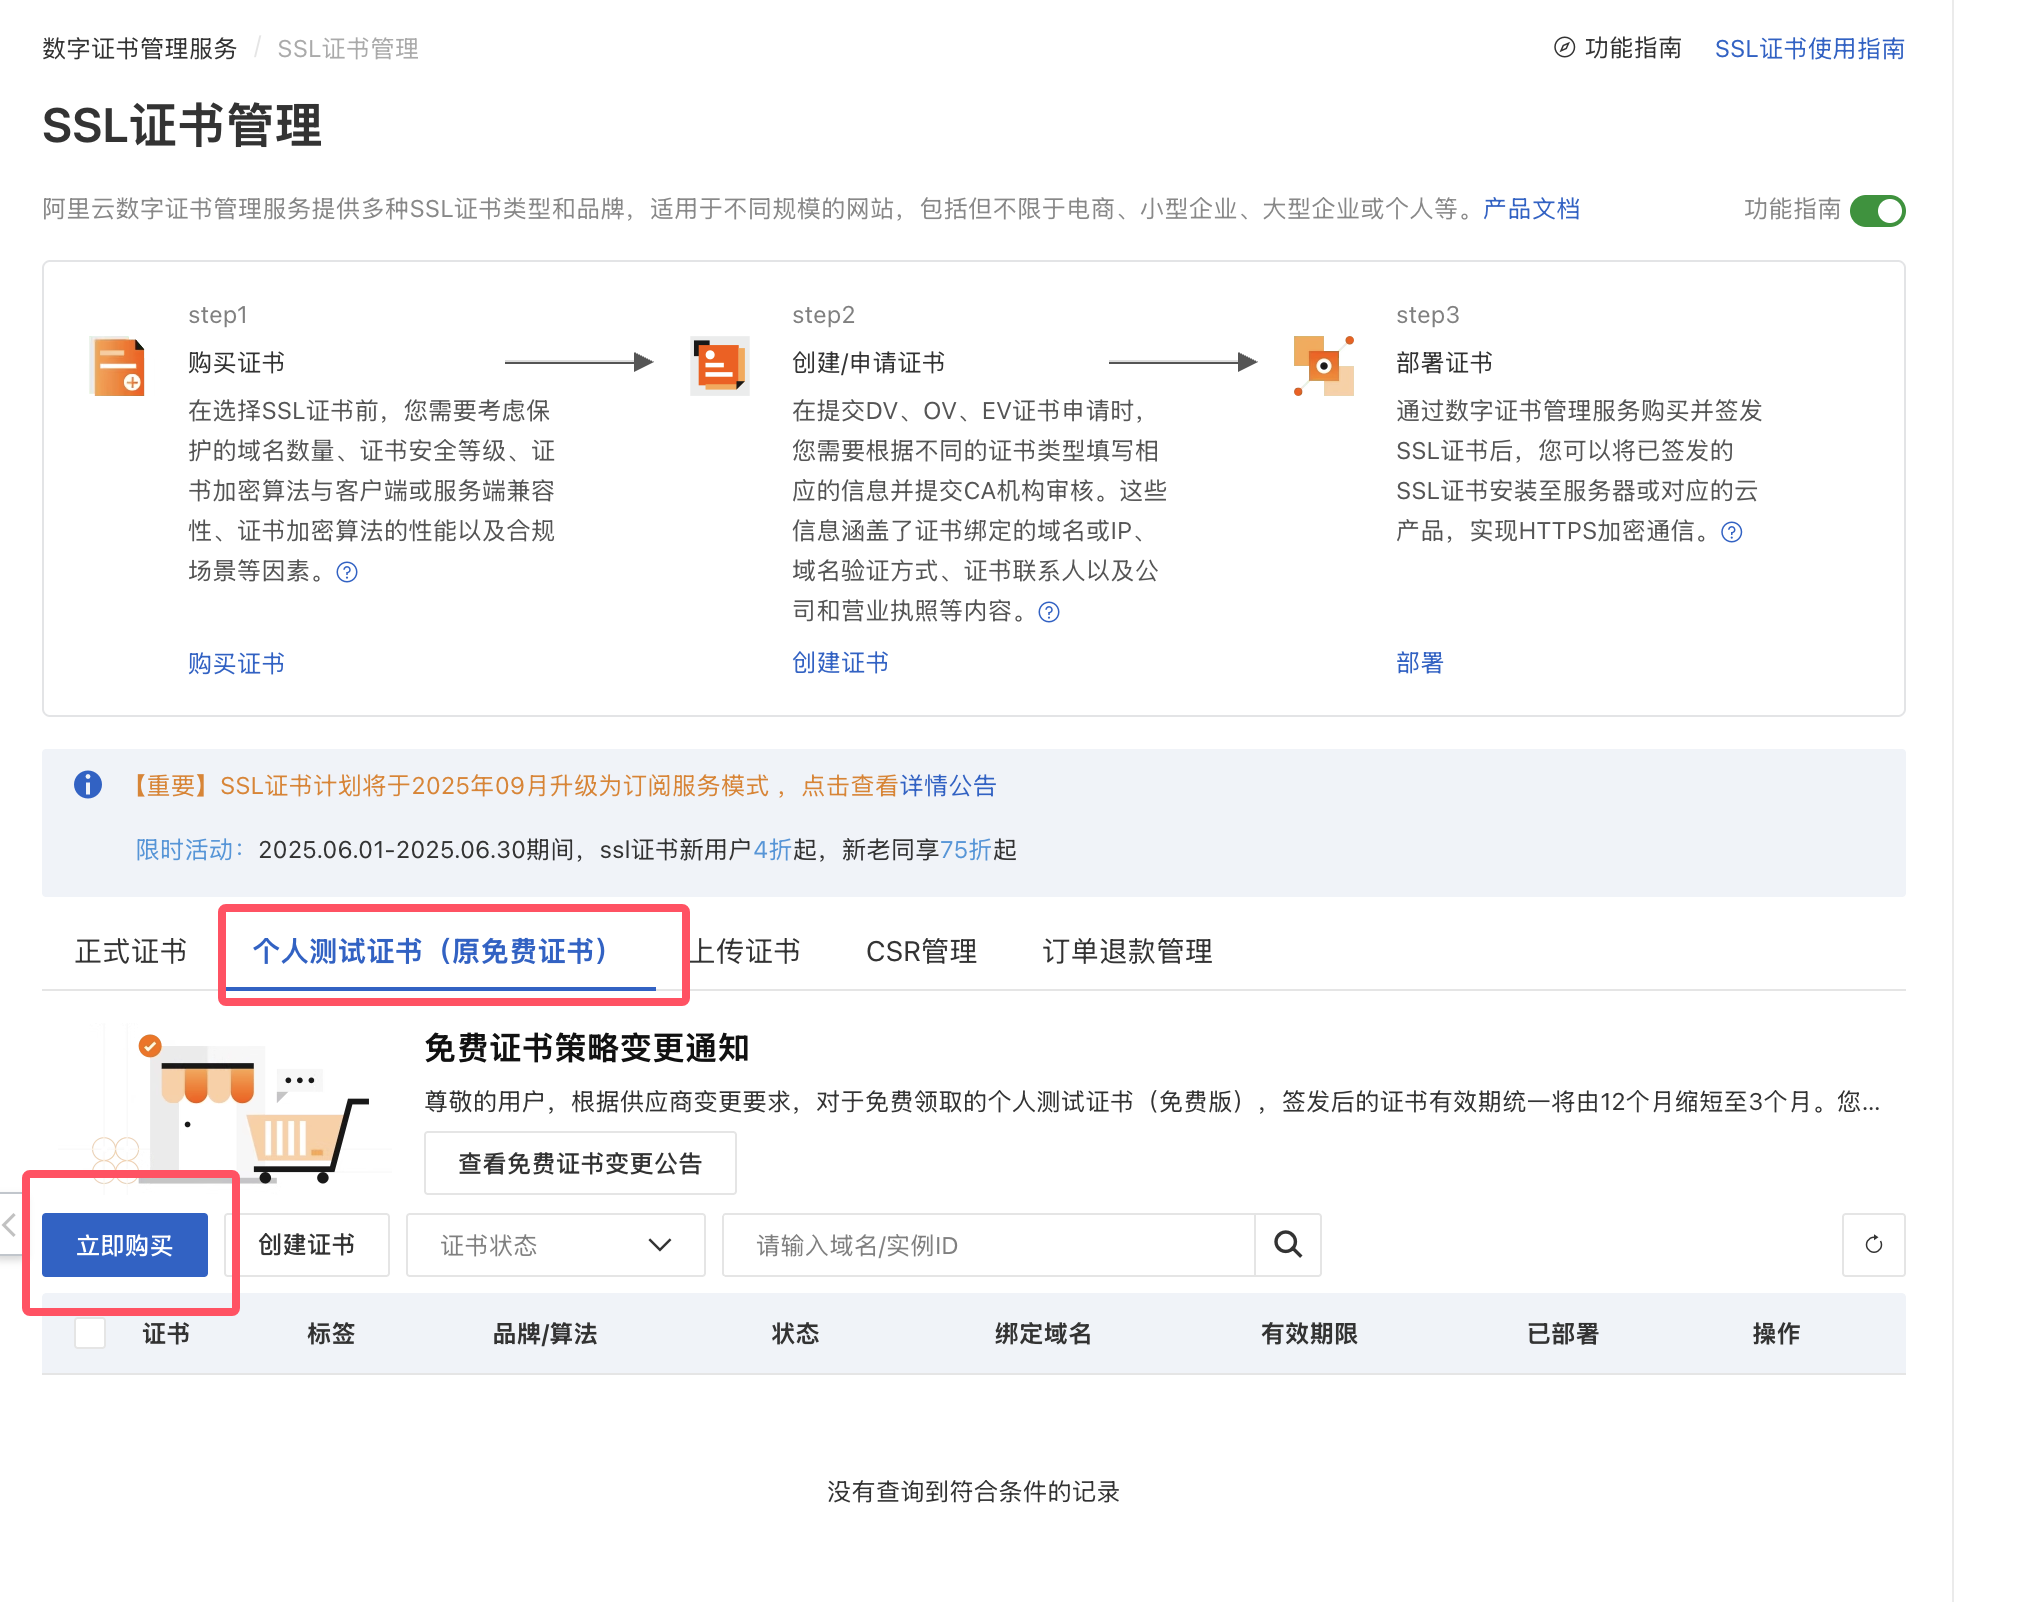 数字证书管理服务 / SSL证书管理
功能指南 SSL证书使用指南
SSL证书管理
阿里云数字证书管理服务提供多种SSL证书类型和品牌，适用于不同规模的网站，包括但不限于电商、小型企业、大型企业或个人等。产品文档
功能指南
step1
购买证书
在选择SSL证书前，您需要考虑保
护的域名数量、证书安全等级、证
书加密算法与客户端或服务端兼容
性、证书加密算法的性能以及合规
场景等因素。
购买证书
step2
创建/申请证书
在提交DV、OV、EV证书申请时，
您需要根据不同的证书类型填写相
应的信息并提交CA机构审核。这些
信息涵盖了证书绑定的域名或IP、
域名验证方式、证书联系人以及公
司和营业执照等内容。
创建证书
step3
部署证书
通过数字证书管理服务购买并签发
SSL证书后，您可以将已签发的
SSL证书安装至服务器或对应的云
产品，实现HTTPS加密通信。
部署
【重要】SSL证书计划将于2025年09月升级为订阅服务模式 ，点击查看详情公告
限时活动：2025.06.01-2025.06.30期间，ssl证书新用户4折起，新老同享75折起
正式证书 个人测试证书（原免费证书） 上传证书 CSR管理 订单退款管理
免费证书策略变更通知
尊敬的用户，根据供应商变更要求，对于免费领取的个人测试证书（免费版），签发后的证书有效期统一将由12个月缩短至3个月。您...
查看免费证书变更公告
立即购买 创建证书 证书状态 请输入域名/实例ID
证书 标签 品牌/算法 状态 绑定域名 有效期限 已部署 操作
没有查询到符合条件的记录